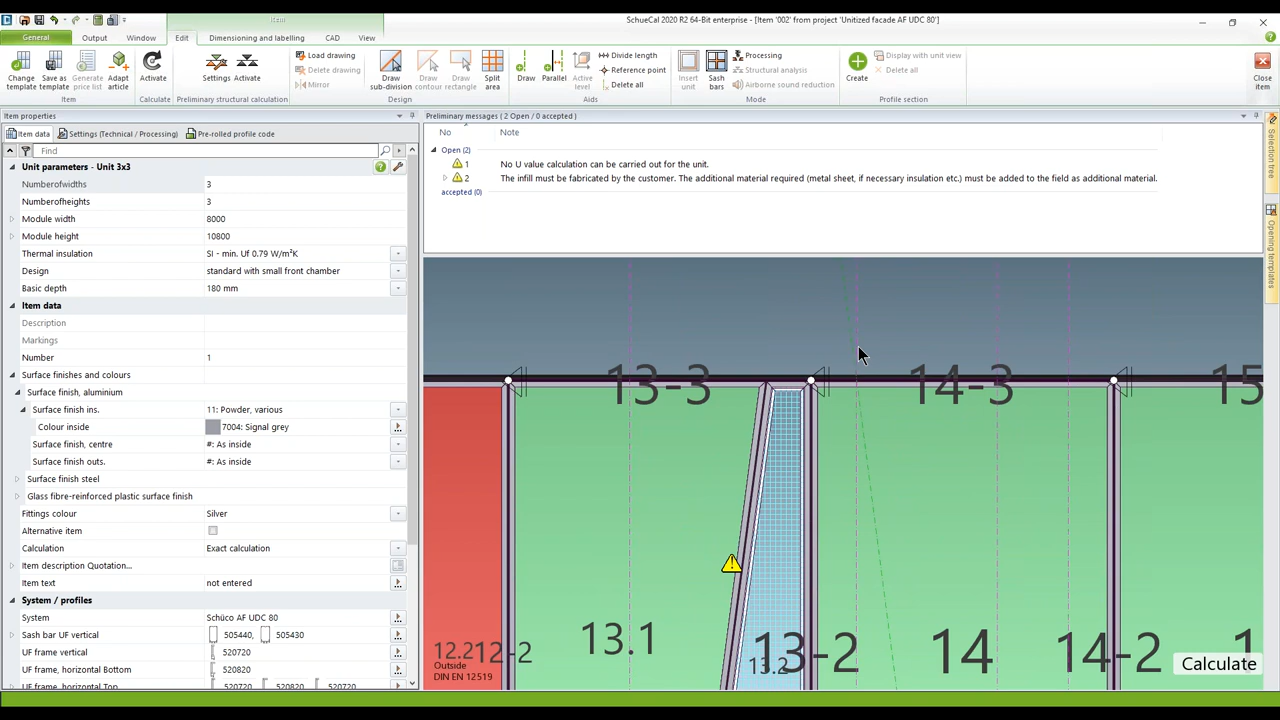 SchueCal 2020 R2 64-Bit enterprise - [Item '002' from project 'Unitized facade AF UDC 80']
Item
General Output Window Edit Dimensioning and labelling CAD View
Change template
Save as template
Generate price list
Adapt article
Activate
Settings
Activate
Load drawing
Delete drawing
Mirror
Draw sub-division
Draw contour
Draw rectangle
Split area
Draw
Parallel
Active level
Divide length
Reference point
Delete all
Insert unit
Sash bars
Processing
Structural analysis
Airborne sound reduction
Create
Display with unit view
Delete all
Close item
Item Calculate Preliminary structural calculation Design Aids Mode Profile section
Item properties
Item data Settings (Technical / Processing) Pre-rolled profile code
Find
Unit parameters - Unit 3x3
Numberofwidths 3
Numberofheights 3
Module width 8000
Module height 10800
Thermal insulation SI - min. Uf 0.79 W/m²K
Design standard with small front chamber
Basic depth 180 mm
Item data
Description
Markings
Number 1
Surface finishes and colours
Surface finish, aluminium
Surface finish ins. 11: Powder, various
Colour inside 7004: Signal grey
Surface finish, centre #: As inside
Surface finish outs. #: As inside
Surface finish steel
Glass fibre-reinforced plastic surface finish
Fittings colour Silver
Alternative item
Calculation Exact calculation
Item description Quotation...
Item text not entered
System / profiles
System Schüco AF UDC 80
Sash bar UF vertical 505440, 505430
UF frame vertical 520720
UF frame, horizontal Bottom 520820
UF frame, horizontal Top 520720 520820 520720
Preliminary messages ( 2 Open / 0 accepted )
No Note
Open (2)
1 No U value calculation can be carried out for the unit.
2 The infill must be fabricated by the customer. The additional material required (metal sheet, if necessary insulation etc.) must be added to the field as additional material.
accepted (0)
13-3 14-3 15
13.1
12.2 12-2 13.2 13-2 14 14-2 1
Outside
DIN EN 12519
Calculate
Selection tree
Opening templates